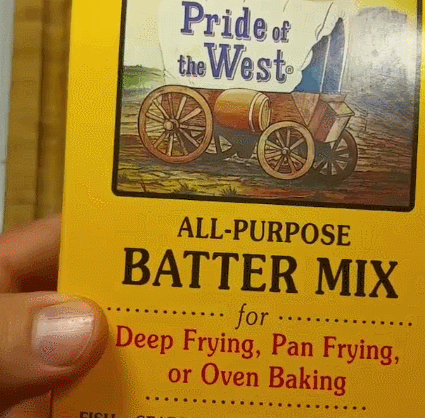 Pride of
the West®
ALL-PURPOSE
BATTER MIX
for
Deep Frying, Pan Frying,
or Oven Baking